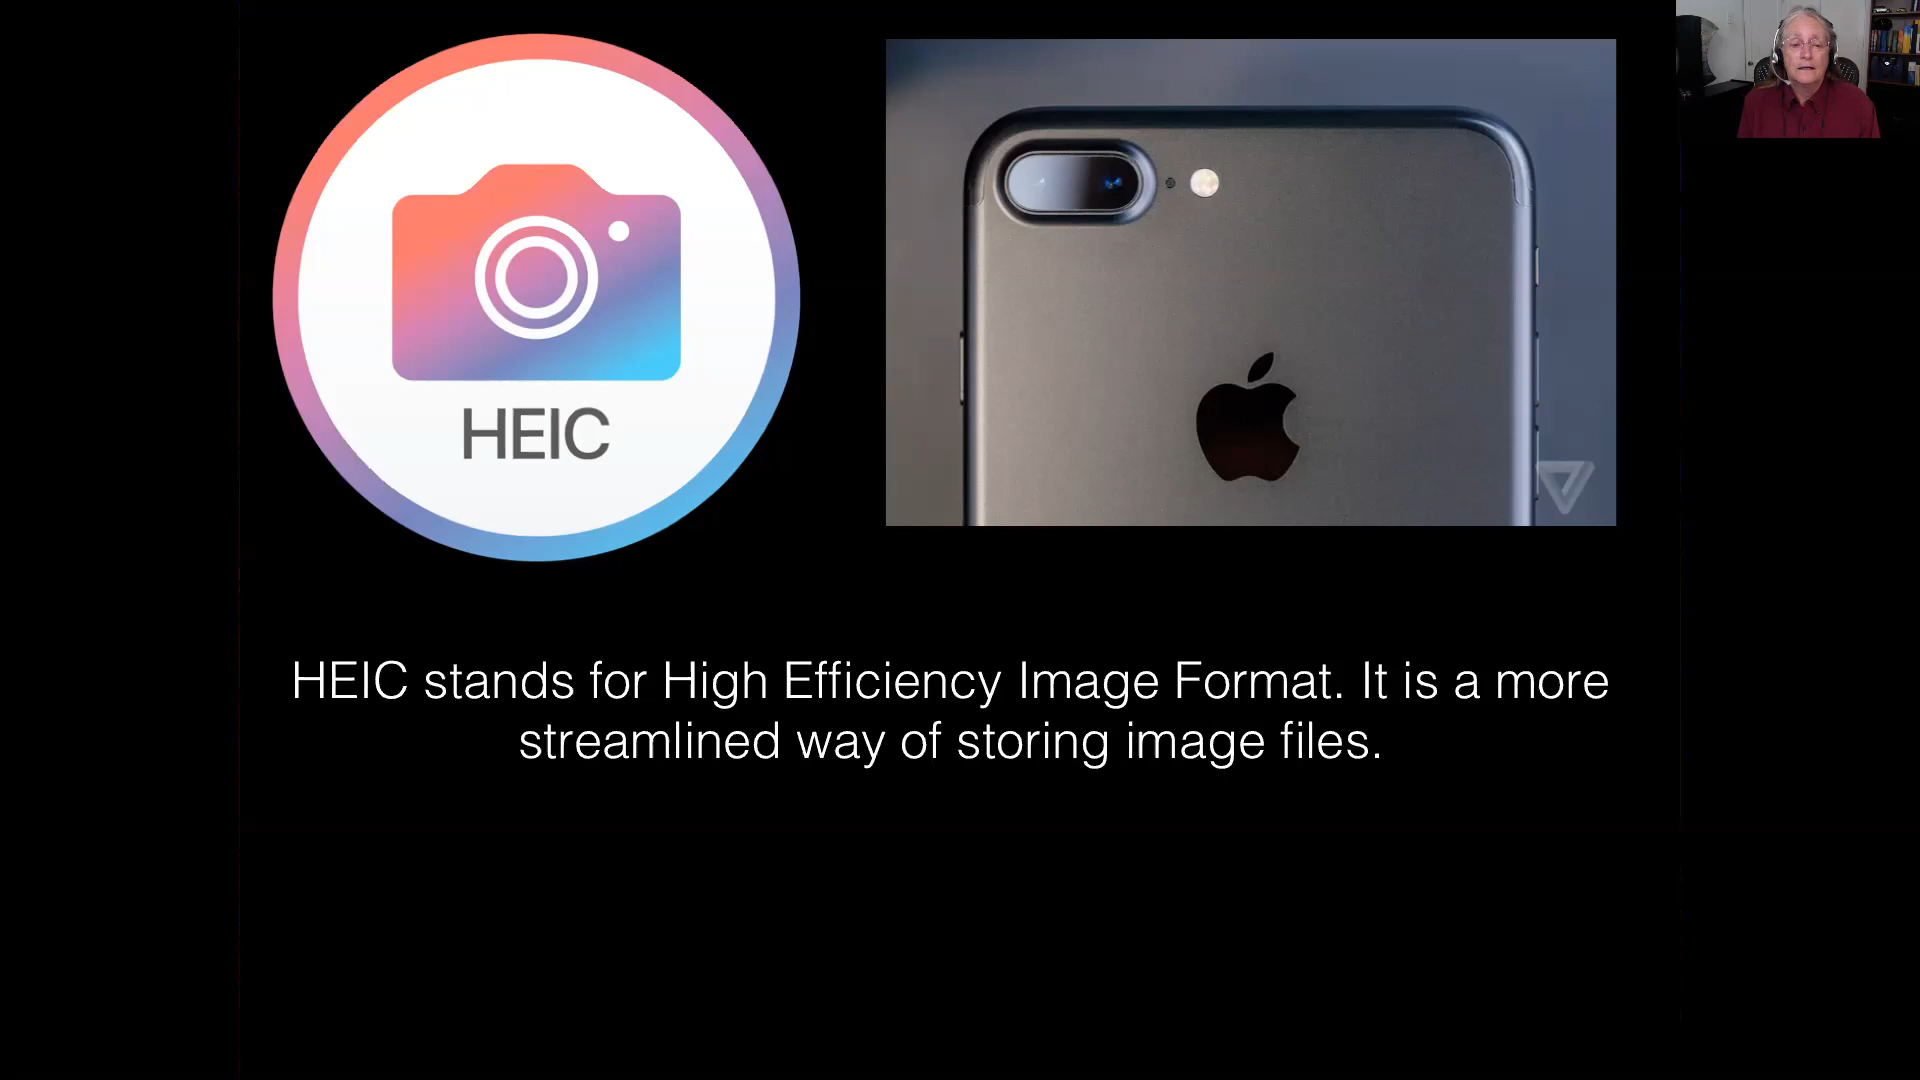 HEIC
HEIC stands for High Efficiency Image Format. It is a more
streamlined way of storing image files.